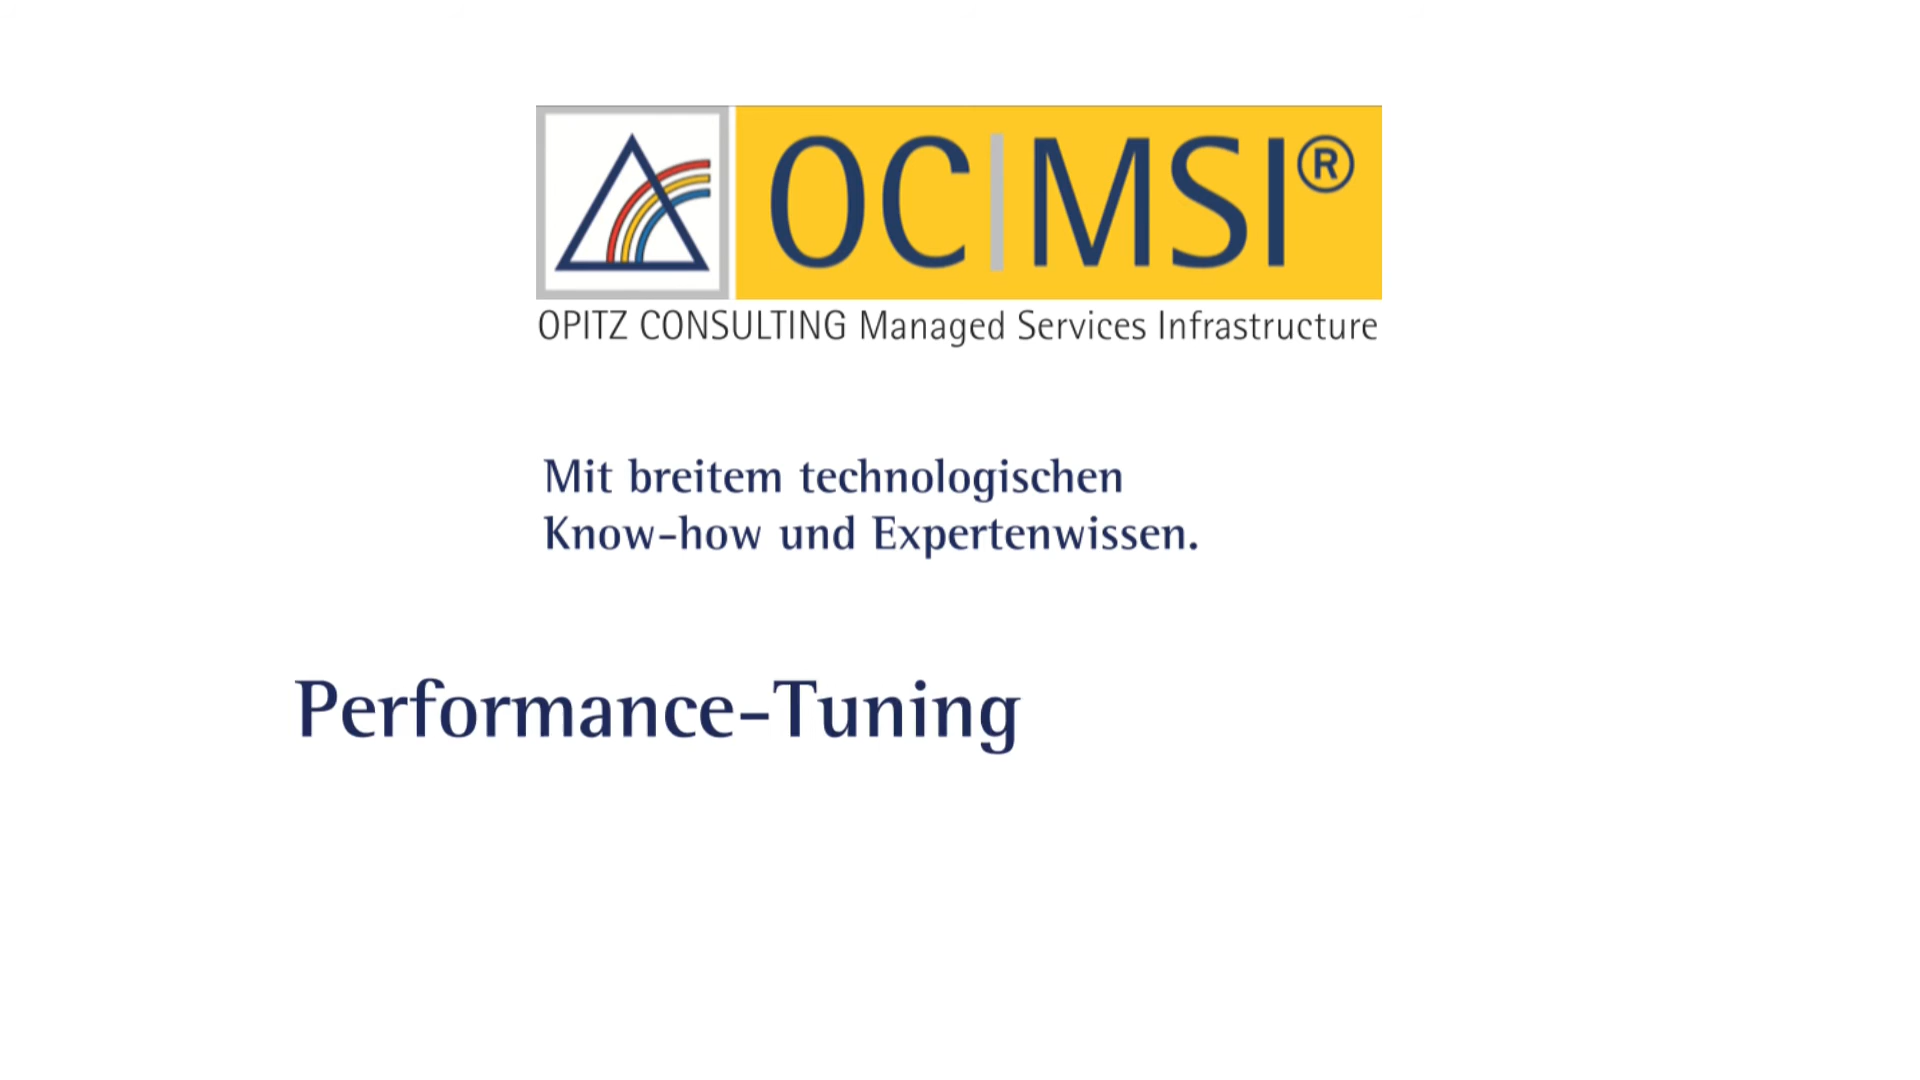 OC|MSI®
OPITZ CONSULTING Managed Services Infrastructure
Mit breitem technologischen
Know-how und Expertenwissen.
Performance-Tuning